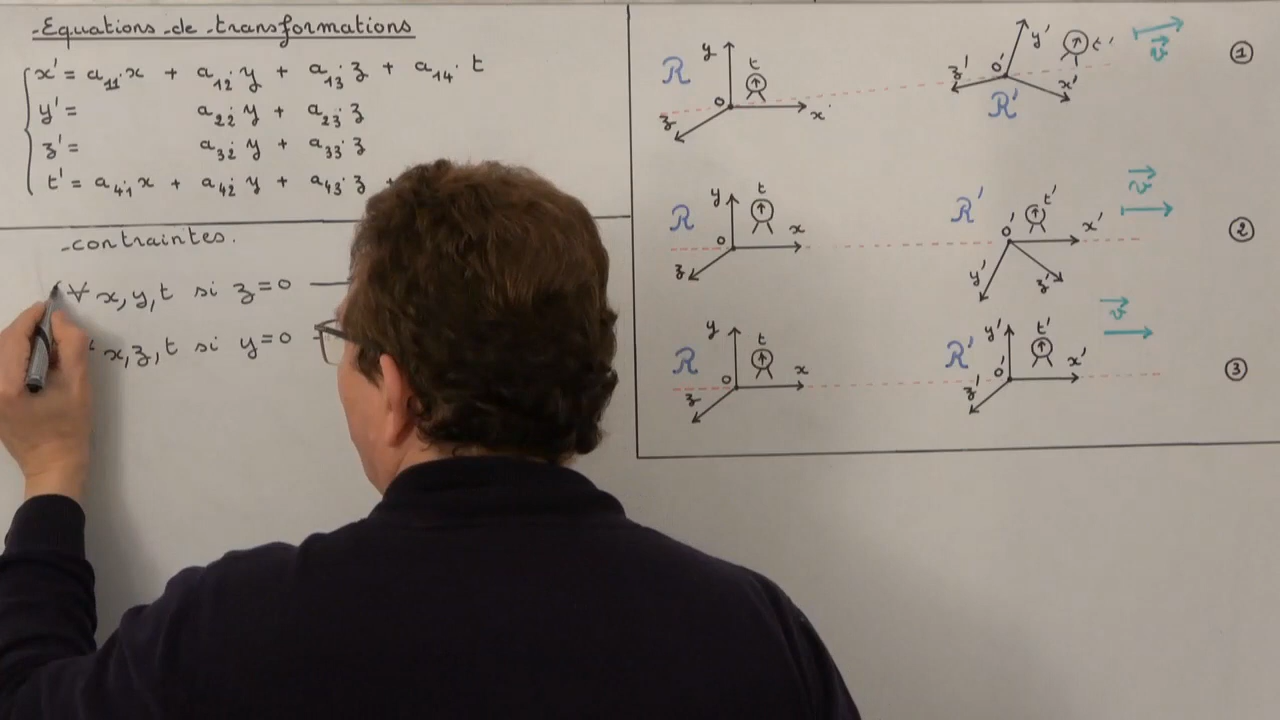 Equations de transformations
x' = a₁₁.x + a₁₂.y + a₁₃.z + a₁₄.t
y' = a₂₂.y + a₂₃.z
z' = a₃₂.y + a₃₃.z
t' = a₄₁.x + a₄₂.y + a₄₃.z +
contraintes.
∀ x,y,t si z=0
x,z,t si y=0
R y t o x z
R' y' t' z' o' x' v⃗ 1
R y t o x z
R' t' o' x' y' z' v⃗ 2
R y t o x z
R' y' t' o' x' z' v⃗ 3